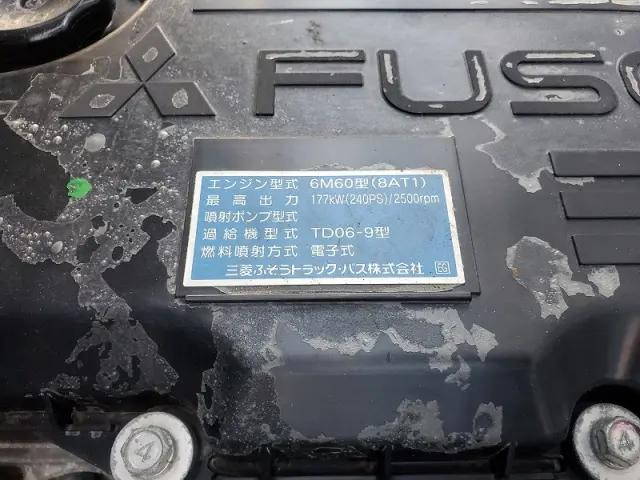 FUSO
エンジン型式 6M60型(8AT1)
最高出力 177kW(240PS)/2500rpm
噴射ポンプ型式
過給機型式 TD06-9型
燃料噴射方式 電子式
三菱ふそうトラック・バス株式会社 EG
4
4